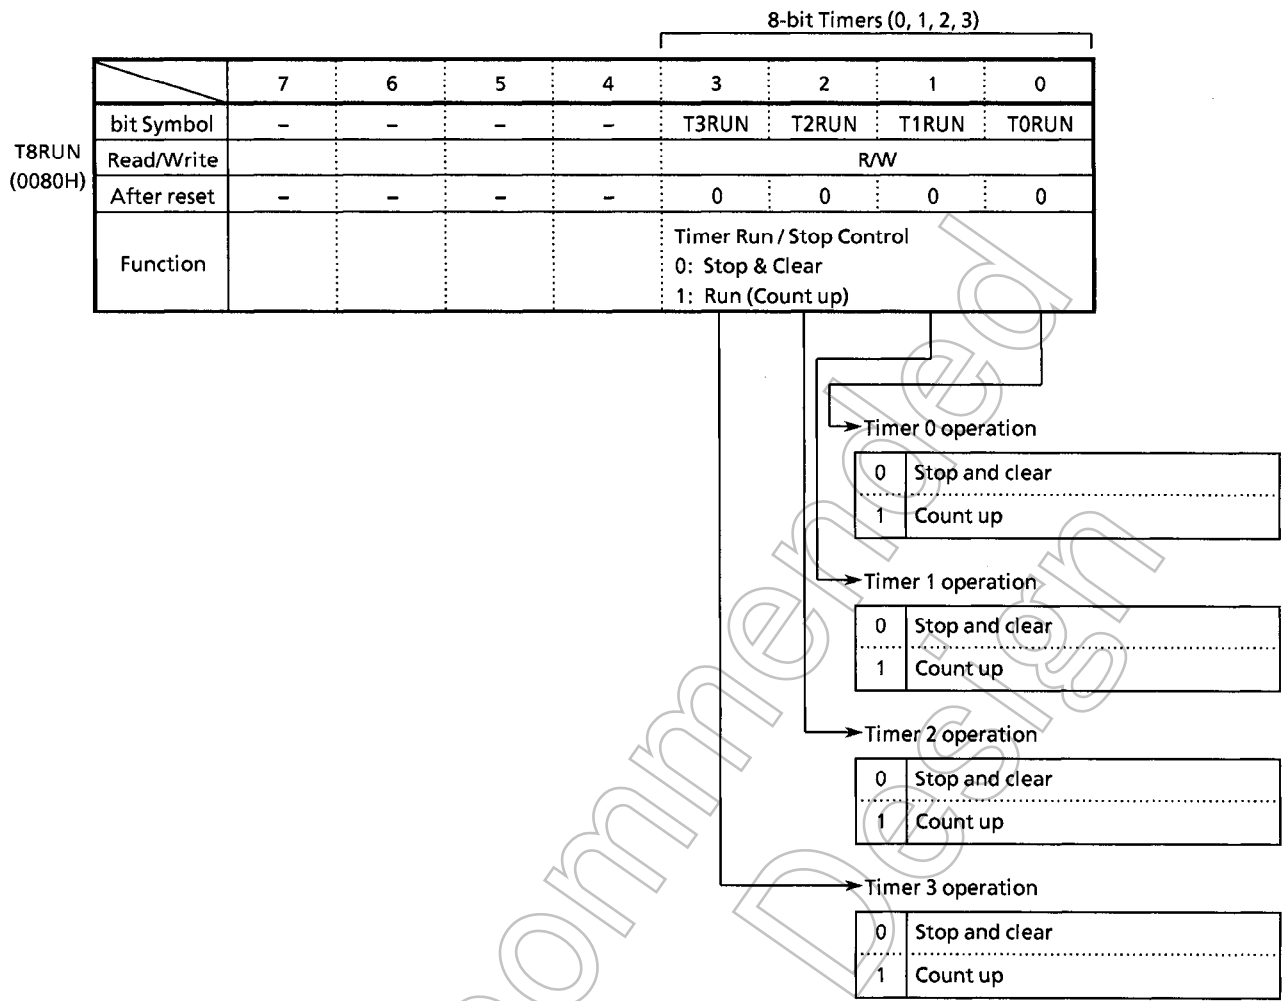 8-bit Timers (0, 1, 2, 3)
7 6 5 4 3 2 1 0
bit Symbol – – – – T3RUN T2RUN T1RUN T0RUN
T8RUN
(0080H)
Read/Write R/W
After reset – – – – 0 0 0 0
Function
Timer Run / Stop Control
0: Stop & Clear
1: Run (Count up)
Timer 0 operation
0 Stop and clear
1 Count up
Timer 1 operation
0 Stop and clear
1 Count up
Timer 2 operation
0 Stop and clear
1 Count up
Timer 3 operation
0 Stop and clear
1 Count up
ommended
Design